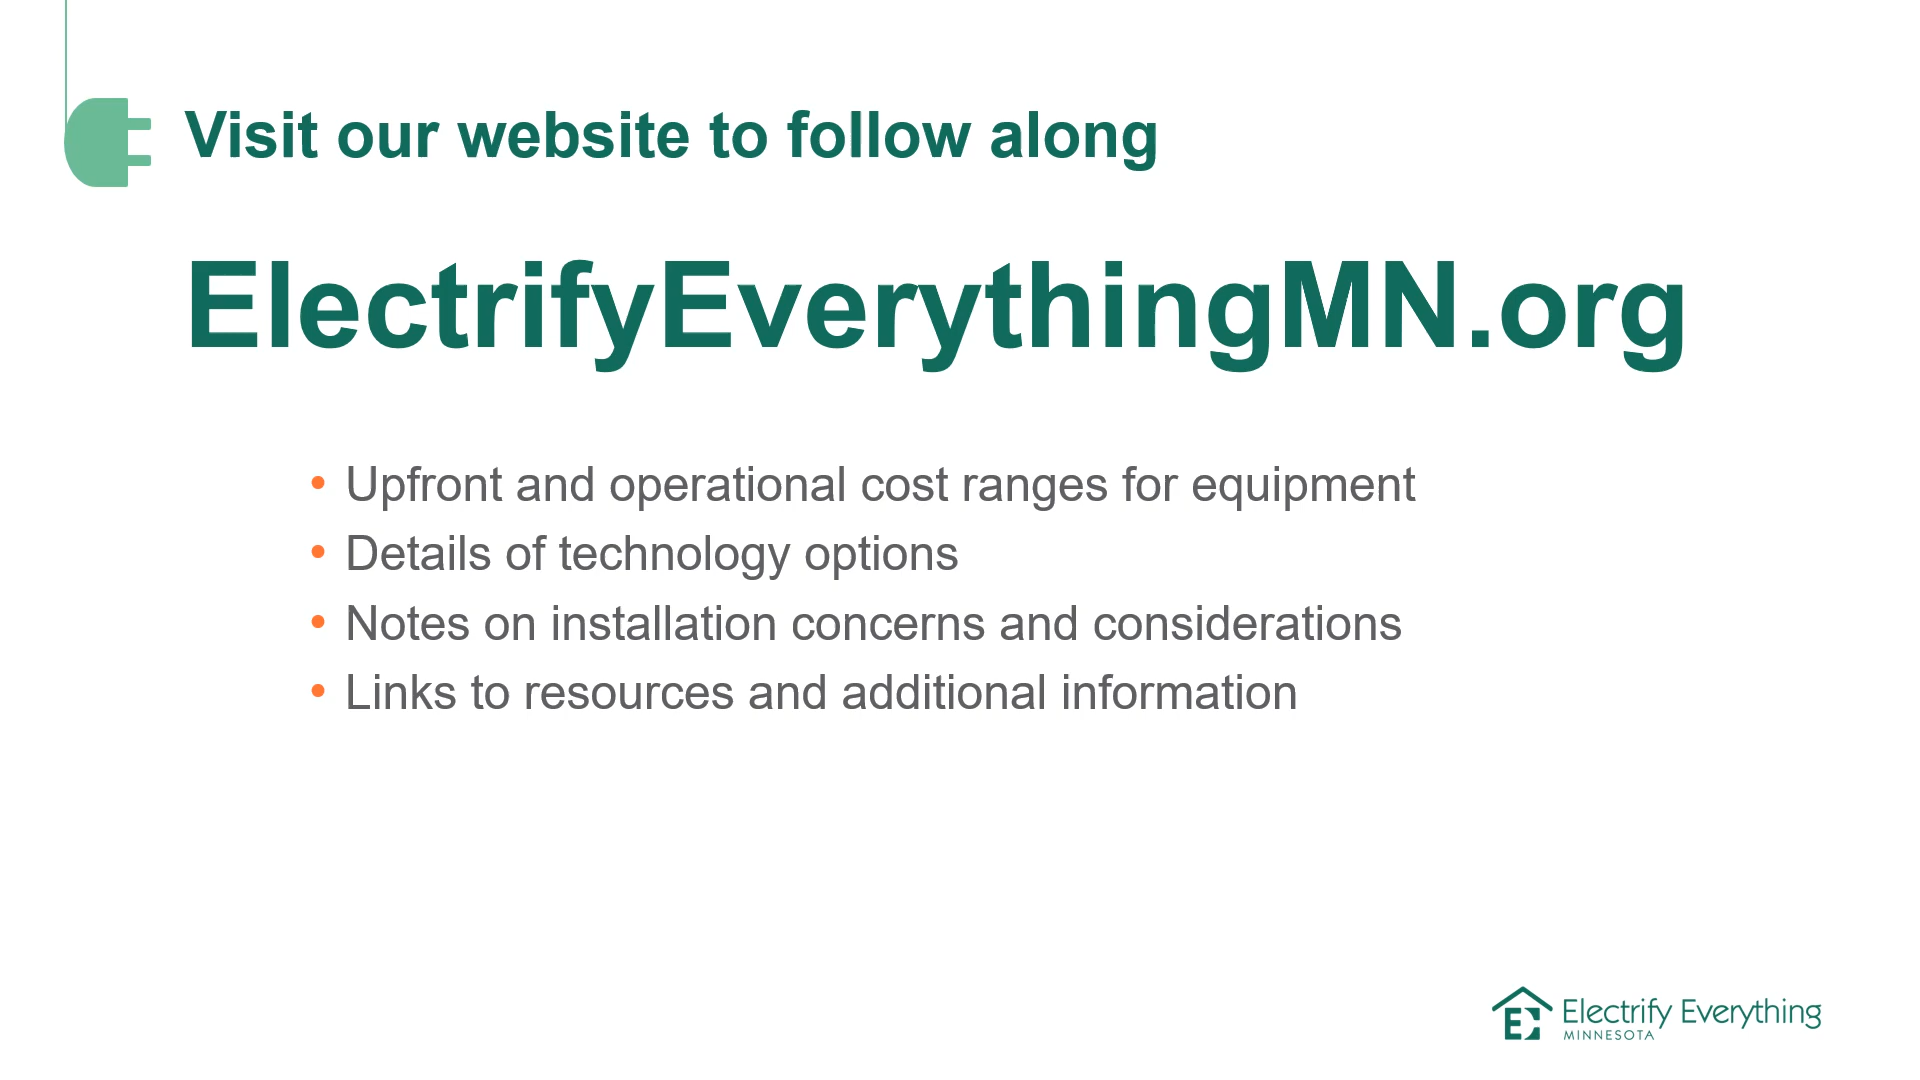 Visit our website to follow along
ElectrifyEverythingMN.org
• Upfront and operational cost ranges for equipment
• Details of technology options
• Notes on installation concerns and considerations
• Links to resources and additional information
Electrify Everything
MINNESOTA